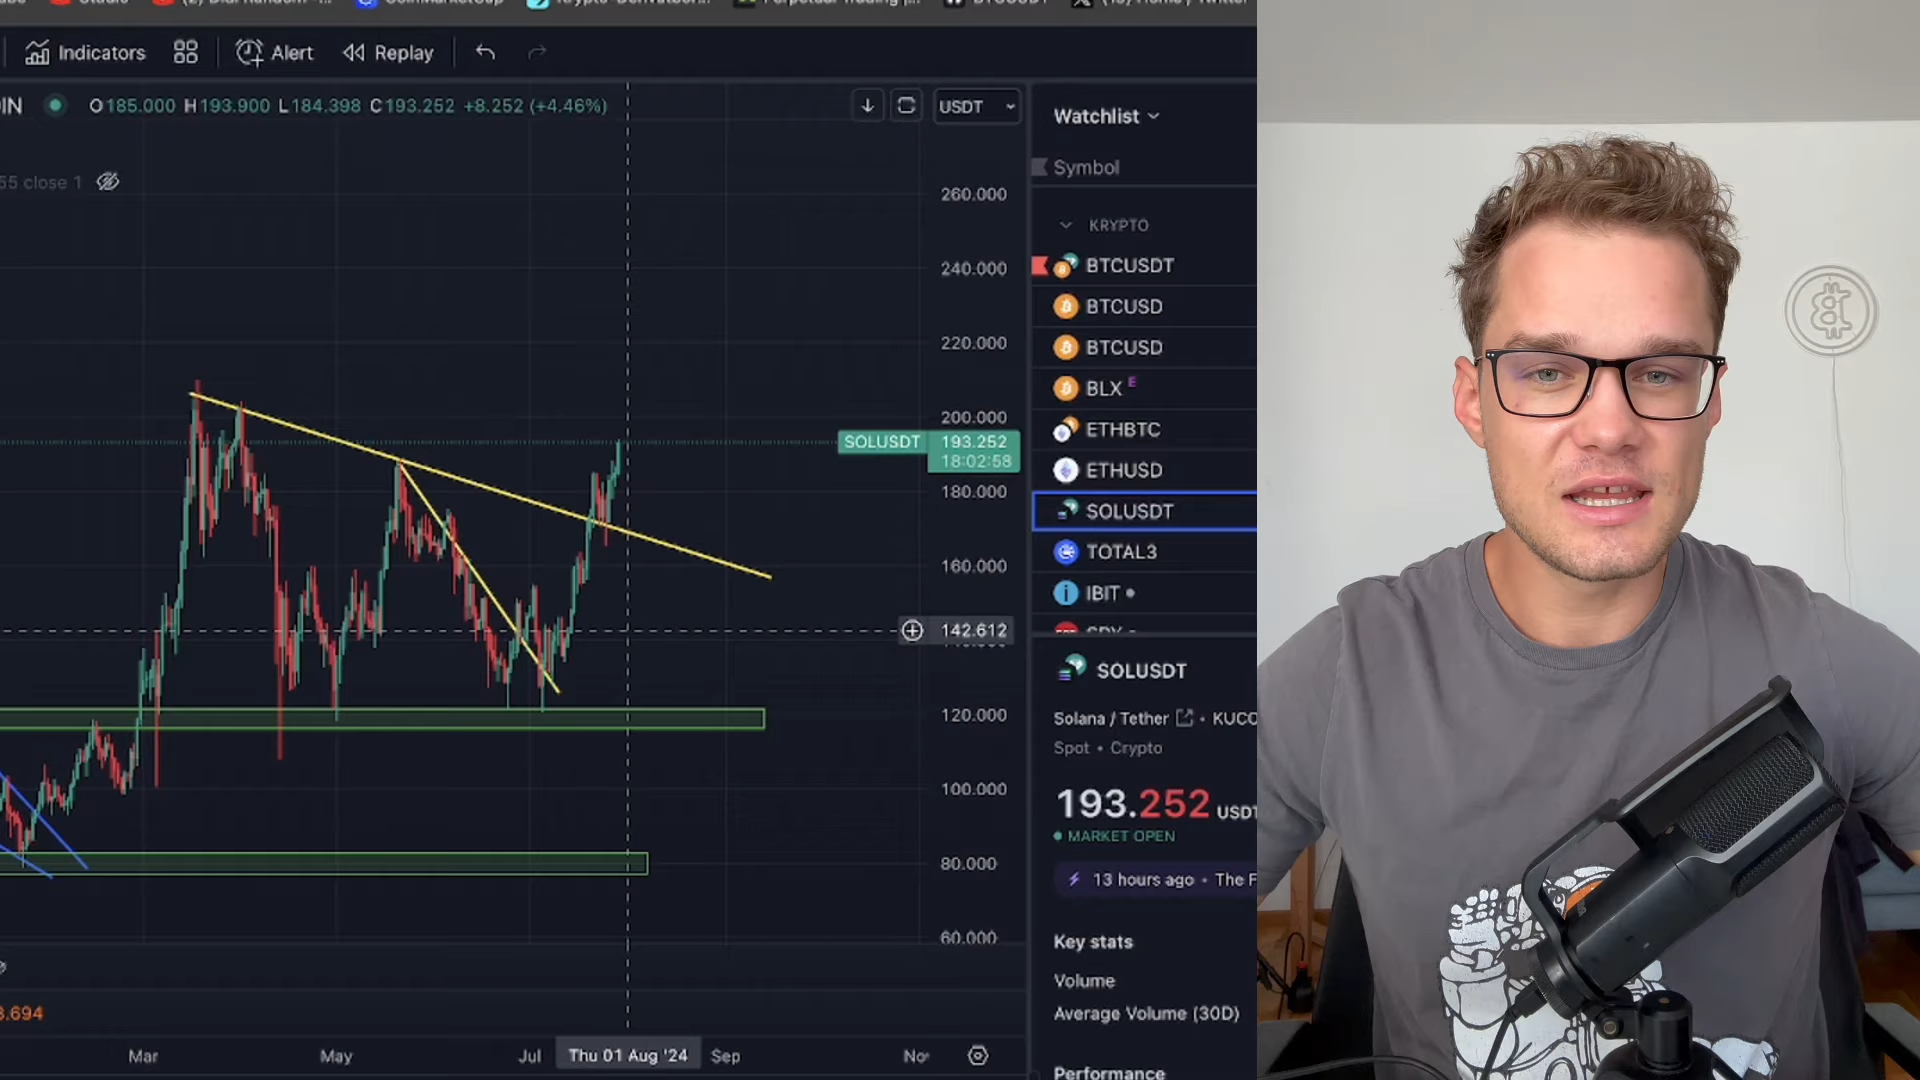 Indicators Alert Replay
O185.000 H193.900 L184.398 C193.252 +8.252 (+4.46%)
USDT
55 close 1
260.000
240.000
220.000
200.000
SOLUSDT 193.252
18:02:58
180.000
160.000
142.612
120.000
100.000
80.000
60.000
Mar May Jul Thu 01 Aug '24 Sep
Watchlist
Symbol
KRYPTO
BTCUSDT
BTCUSD
BTCUSD
BLX E
ETHBTC
ETHUSD
SOLUSDT
TOTAL3
IBIT
SOLUSDT
Solana / Tether • KUCO
Spot • Crypto
193.252 USDT
MARKET OPEN
13 hours ago • The F
Key stats
Volume
Average Volume (30D)
Performance